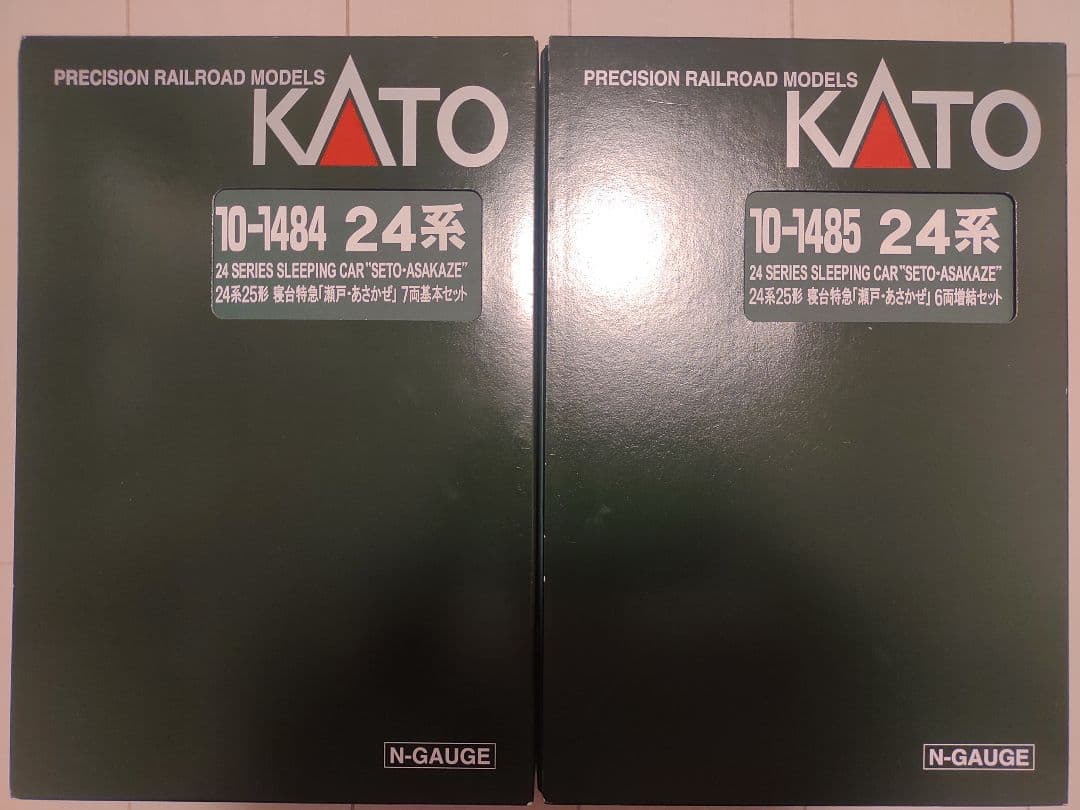 PRECISION RAILROAD MODELS
KATO
10-1484 24系
24 SERIES SLEEPING CAR "SETO･ASAKAZE"
24系25形 寝台特急｢瀬戸･あさかぜ｣ 7両基本セット
N-GAUGE
PRECISION RAILROAD MODELS
KATO
10-1485 24系
24 SERIES SLEEPING CAR "SETO･ASAKAZE"
24系25形 寝台特急｢瀬戸･あさかぜ｣ 6両増結セット
N-GAUGE